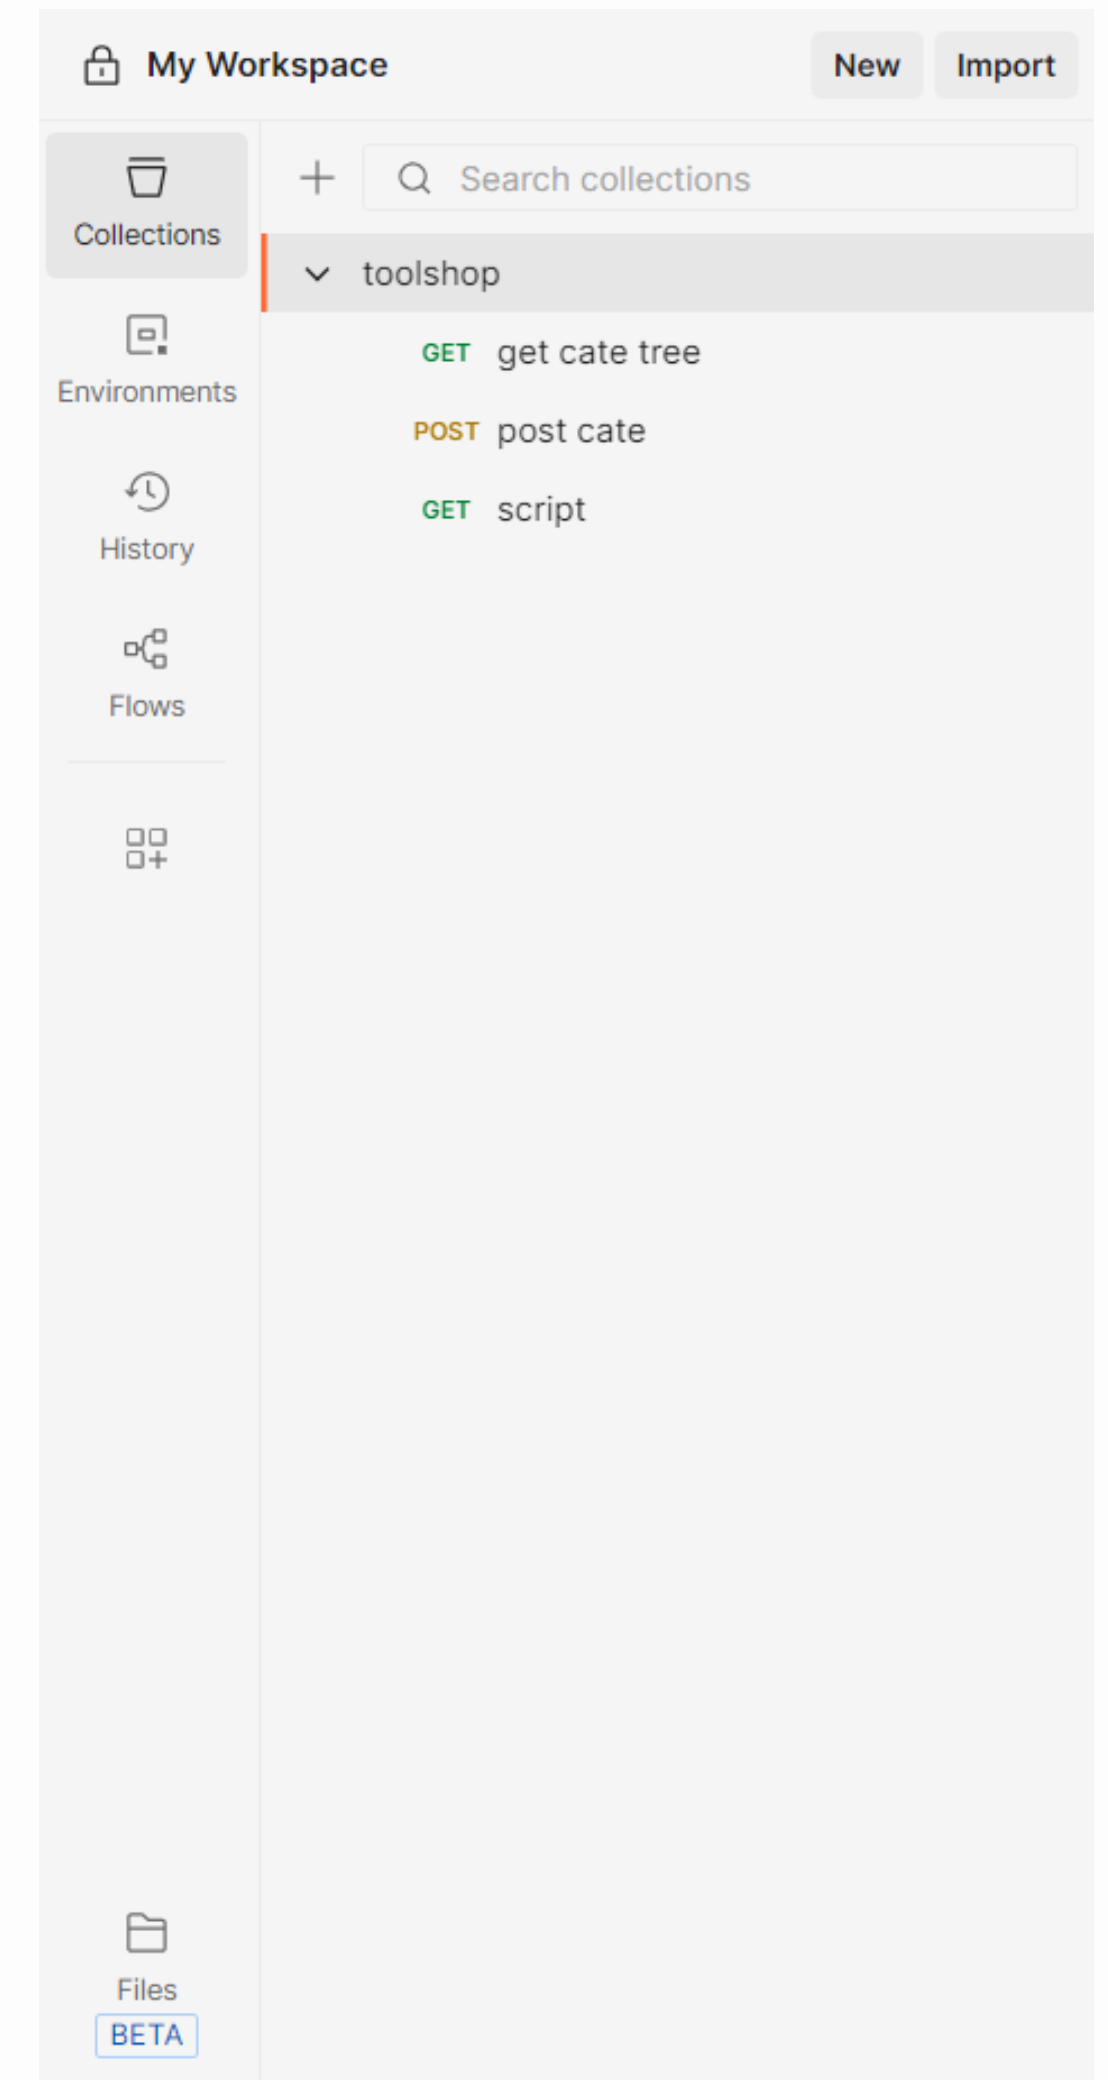 My Workspace
New
Import
Collections
Search collections
toolshop
GET get cate tree
POST post cate
GET script
Environments
History
Flows
Files
BETA